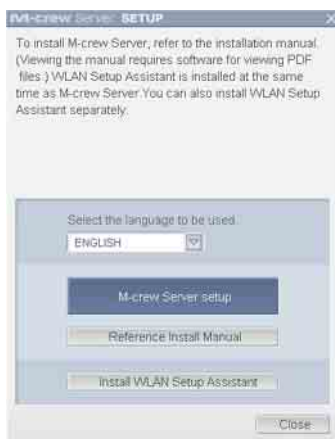 M-crew Server SETUP
To install M-crew Server, refer to the installation manual.
(Viewing the manual requires software for viewing PDF
files.) WLAN Setup Assistant is installed at the same
time as M-crew Server.You can also install WLAN Setup
Assistant separately.
Select the language to be used.
ENGLISH
M-crew Server setup
Reference Install Manual
Install WLAN Setup Assistant
Close